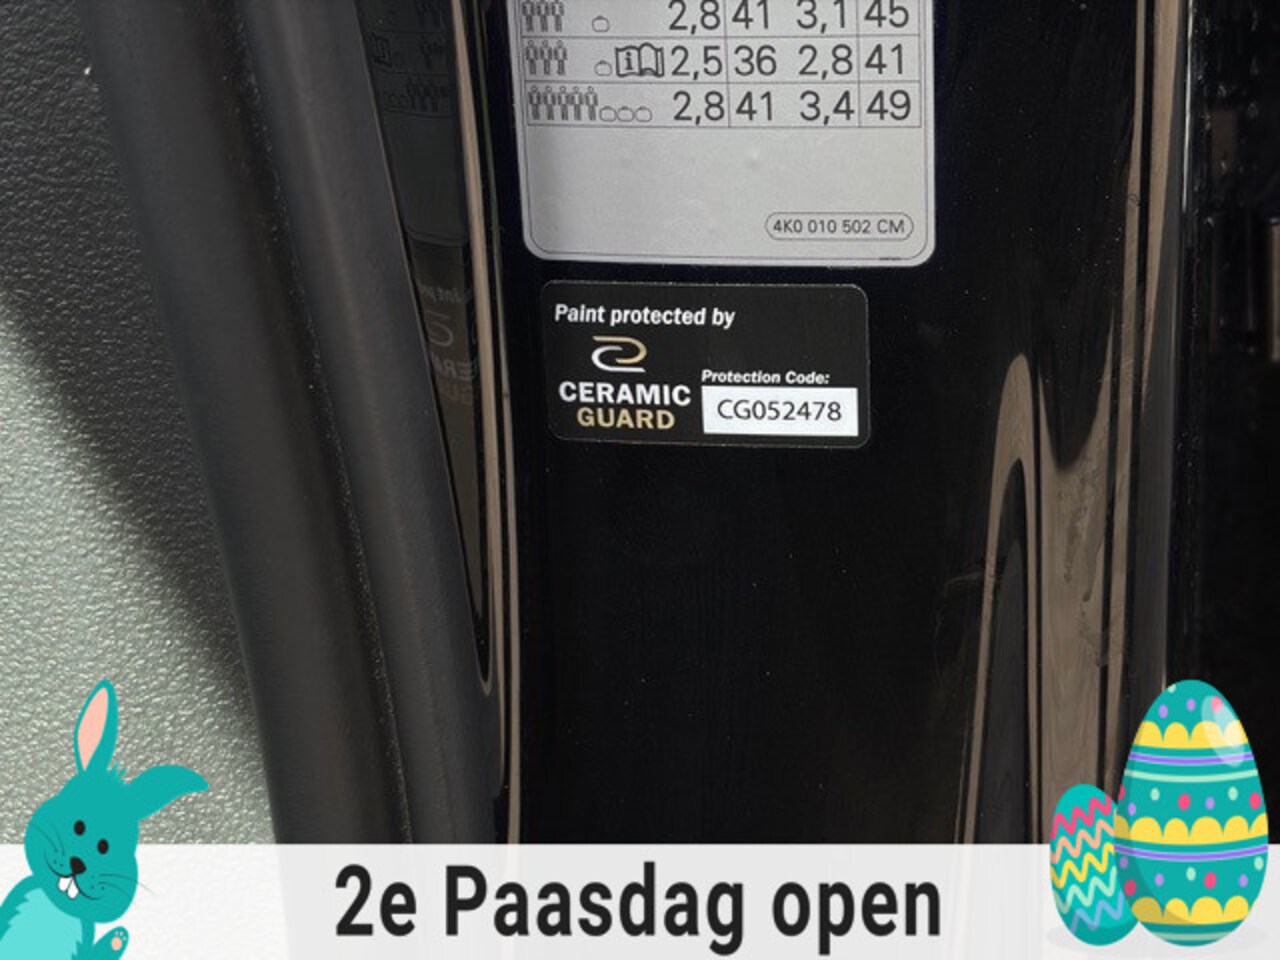 2,8 41 3,1 45
i 2,5 36 2,8 41
2,8 41 3,4 49
4K0 010 502 CM
Paint protected by
CERAMIC
GUARD
Protection Code:
CG052478
2e Paasdag open